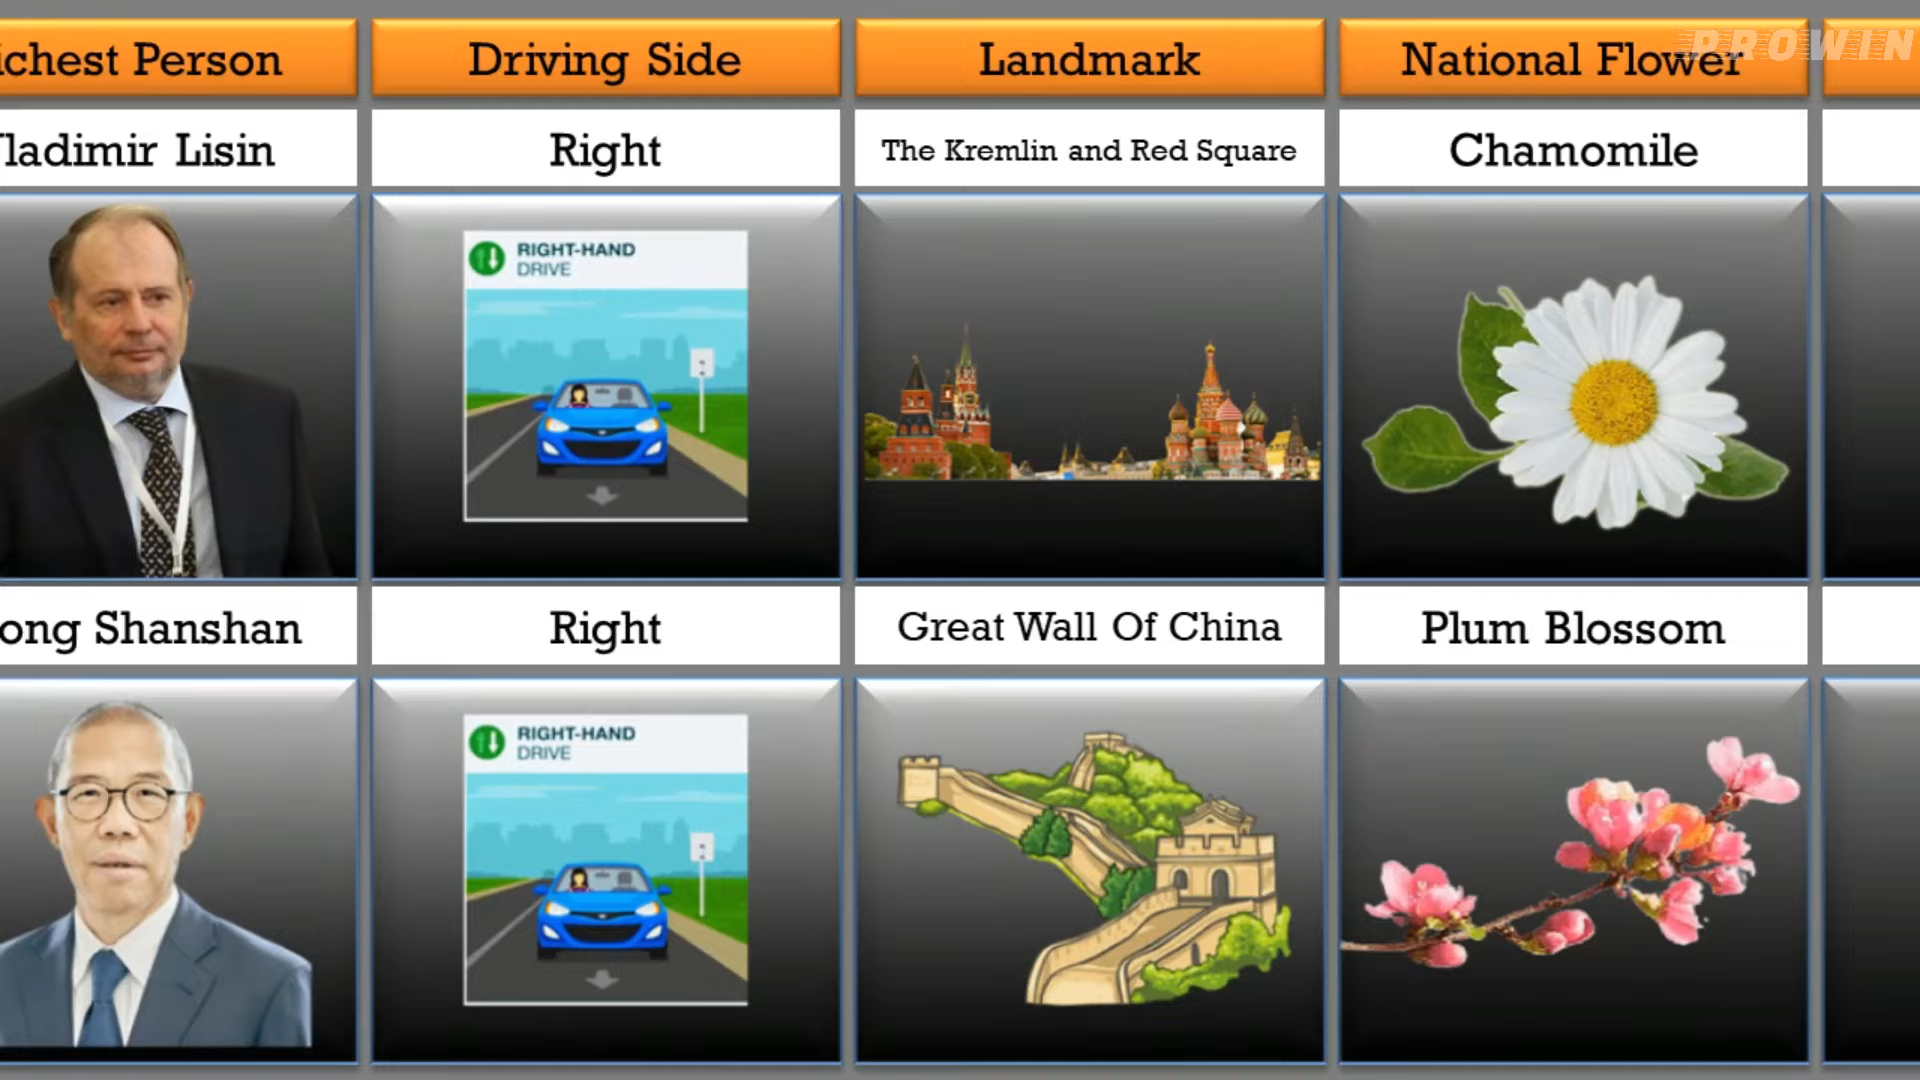 ichest Person
Driving Side
Landmark
National Flower
PROWIN
ladimir Lisin
Right
The Kremlin and Red Square
Chamomile
RIGHT-HAND
DRIVE
ong Shanshan
Right
Great Wall Of China
Plum Blossom
RIGHT-HAND
DRIVE